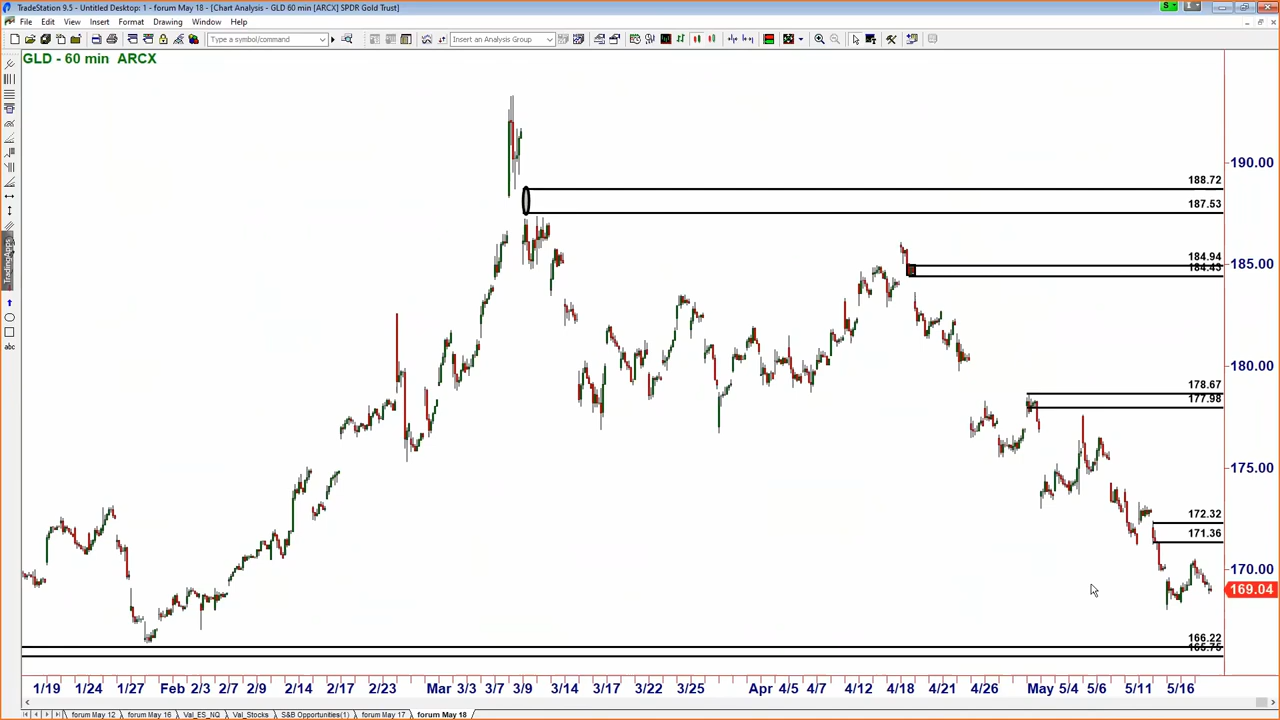 TradeStation 9.5 - Untitled Desktop: 1 - forum May 18 - [Chart Analysis - GLD 60 min [ARCX] SPDR Gold Trust]
File Edit View Insert Format Drawing Window Help
Type a symbol/command
Insert an Analysis Group
GLD - 60 min ARCX
TradingApps
abc
190.00
188.72
187.53
184.94
185.00
184.43
180.00
178.67
177.98
175.00
172.32
171.36
170.00
169.04
166.22
165.75
1/19 1/24 1/27 Feb 2/3 2/7 2/9 2/14 2/17 2/23 Mar 3/3 3/7 3/9 3/14 3/17 3/22 3/25 Apr 4/5 4/7 4/12 4/18 4/21 4/26 May 5/4 5/6 5/11 5/16
forum May 12 forum May 16 Val_ES_NQ Val_Stocks S&B Opportunities(1) forum May 17 forum May 18